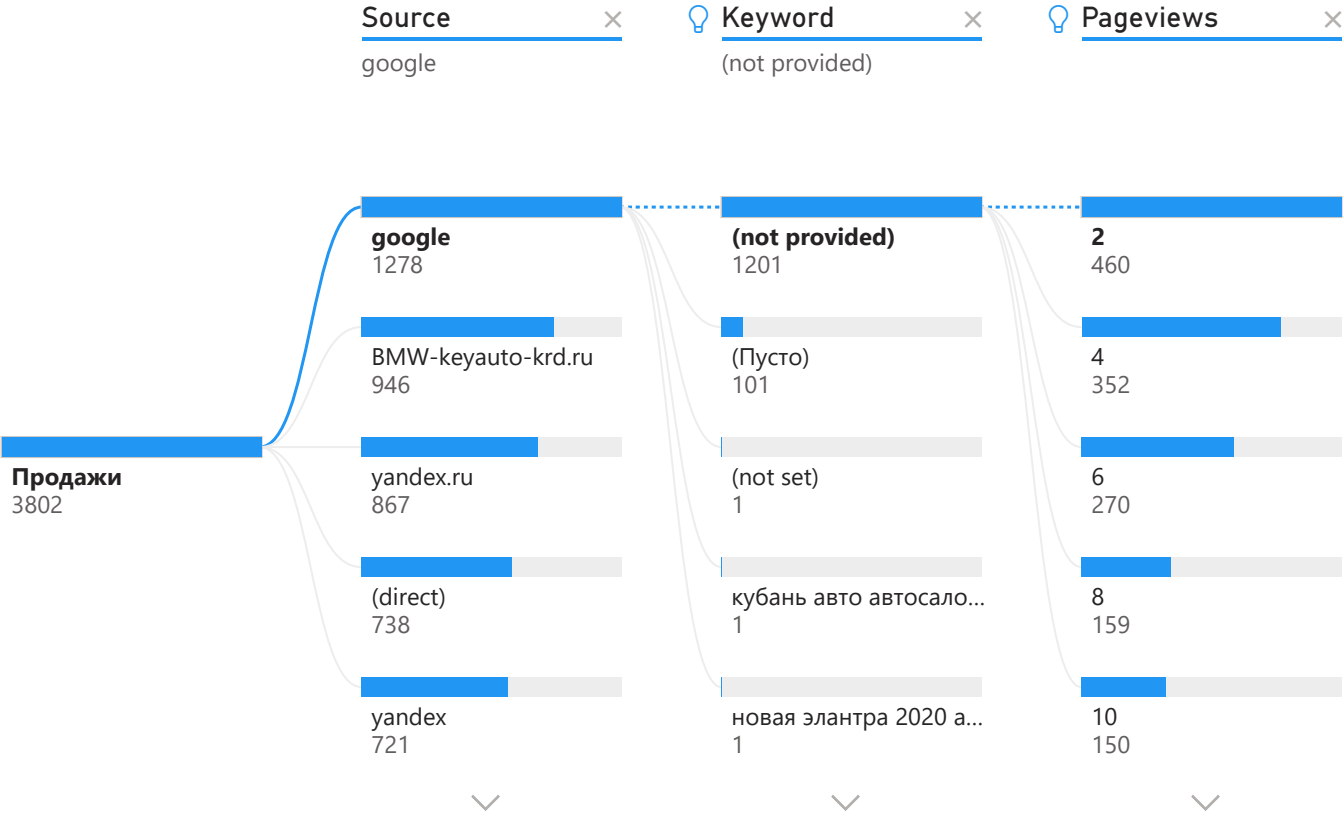 Source
google
Keyword
(not provided)
Pageviews
Продажи
3802
google
1278
BMW-keyauto-krd.ru
946
yandex.ru
867
(direct)
738
yandex
721
(not provided)
1201
(Пусто)
101
(not set)
1
кубань авто автосало...
1
новая элантра 2020 а...
1
2
460
4
352
6
270
8
159
10
150